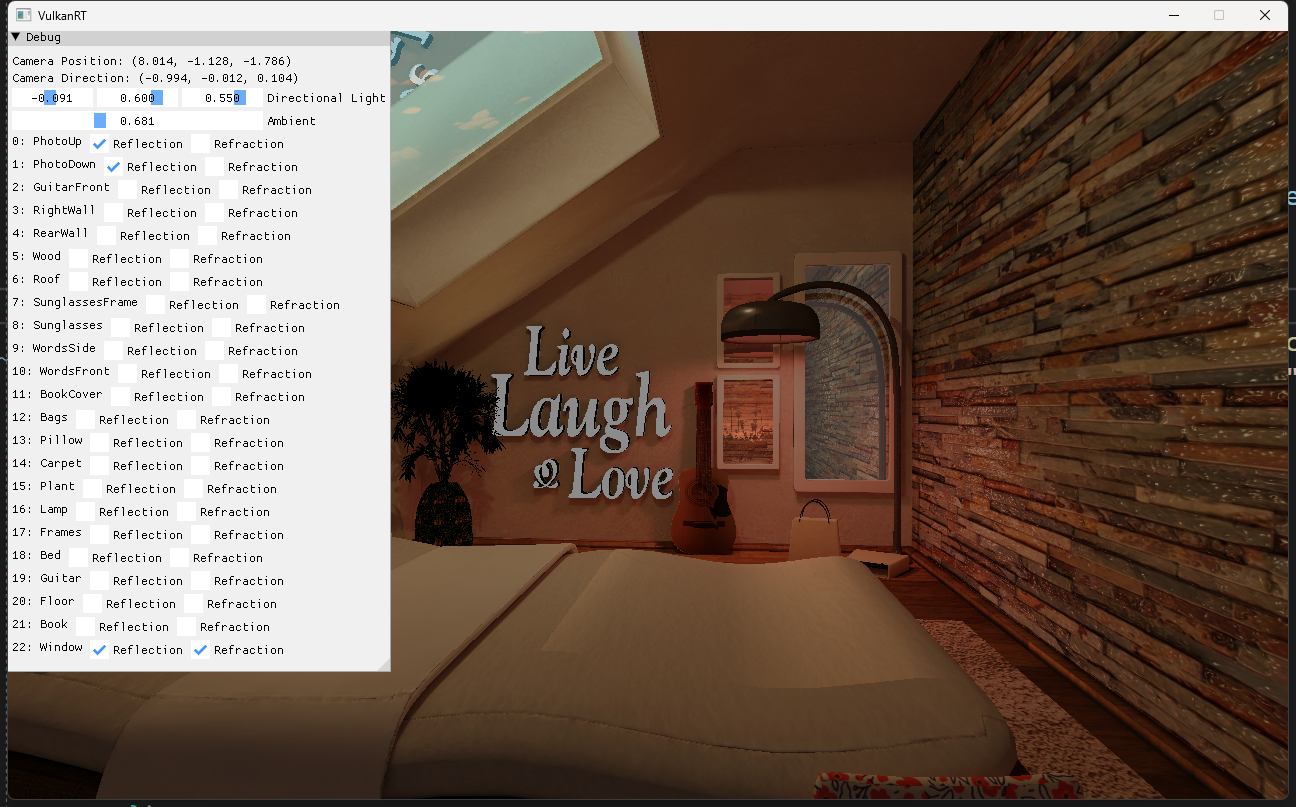 VulkanRT
Debug
Camera Position: (8.014, -1.128, -1.786)
Camera Direction: (-0.994, -0.012, 0.104)
-0.091 0.600 0.550 Directional Light
0.681 Ambient
0: PhotoUp Reflection Refraction
1: PhotoDown Reflection Refraction
2: GuitarFront Reflection Refraction
3: RightWall Reflection Refraction
4: RearWall Reflection Refraction
5: Wood Reflection Refraction
6: Roof Reflection Refraction
7: SunglassesFrame Reflection Refraction
8: Sunglasses Reflection Refraction
9: WordsSide Reflection Refraction
10: WordsFront Reflection Refraction
11: BookCover Reflection Refraction
12: Bags Reflection Refraction
13: Pillow Reflection Refraction
14: Carpet Reflection Refraction
15: Plant Reflection Refraction
16: Lamp Reflection Refraction
17: Frames Reflection Refraction
18: Bed Reflection Refraction
19: Guitar Reflection Refraction
20: Floor Reflection Refraction
21: Book Reflection Refraction
22: Window Reflection Refraction
Live
Laugh
& Love